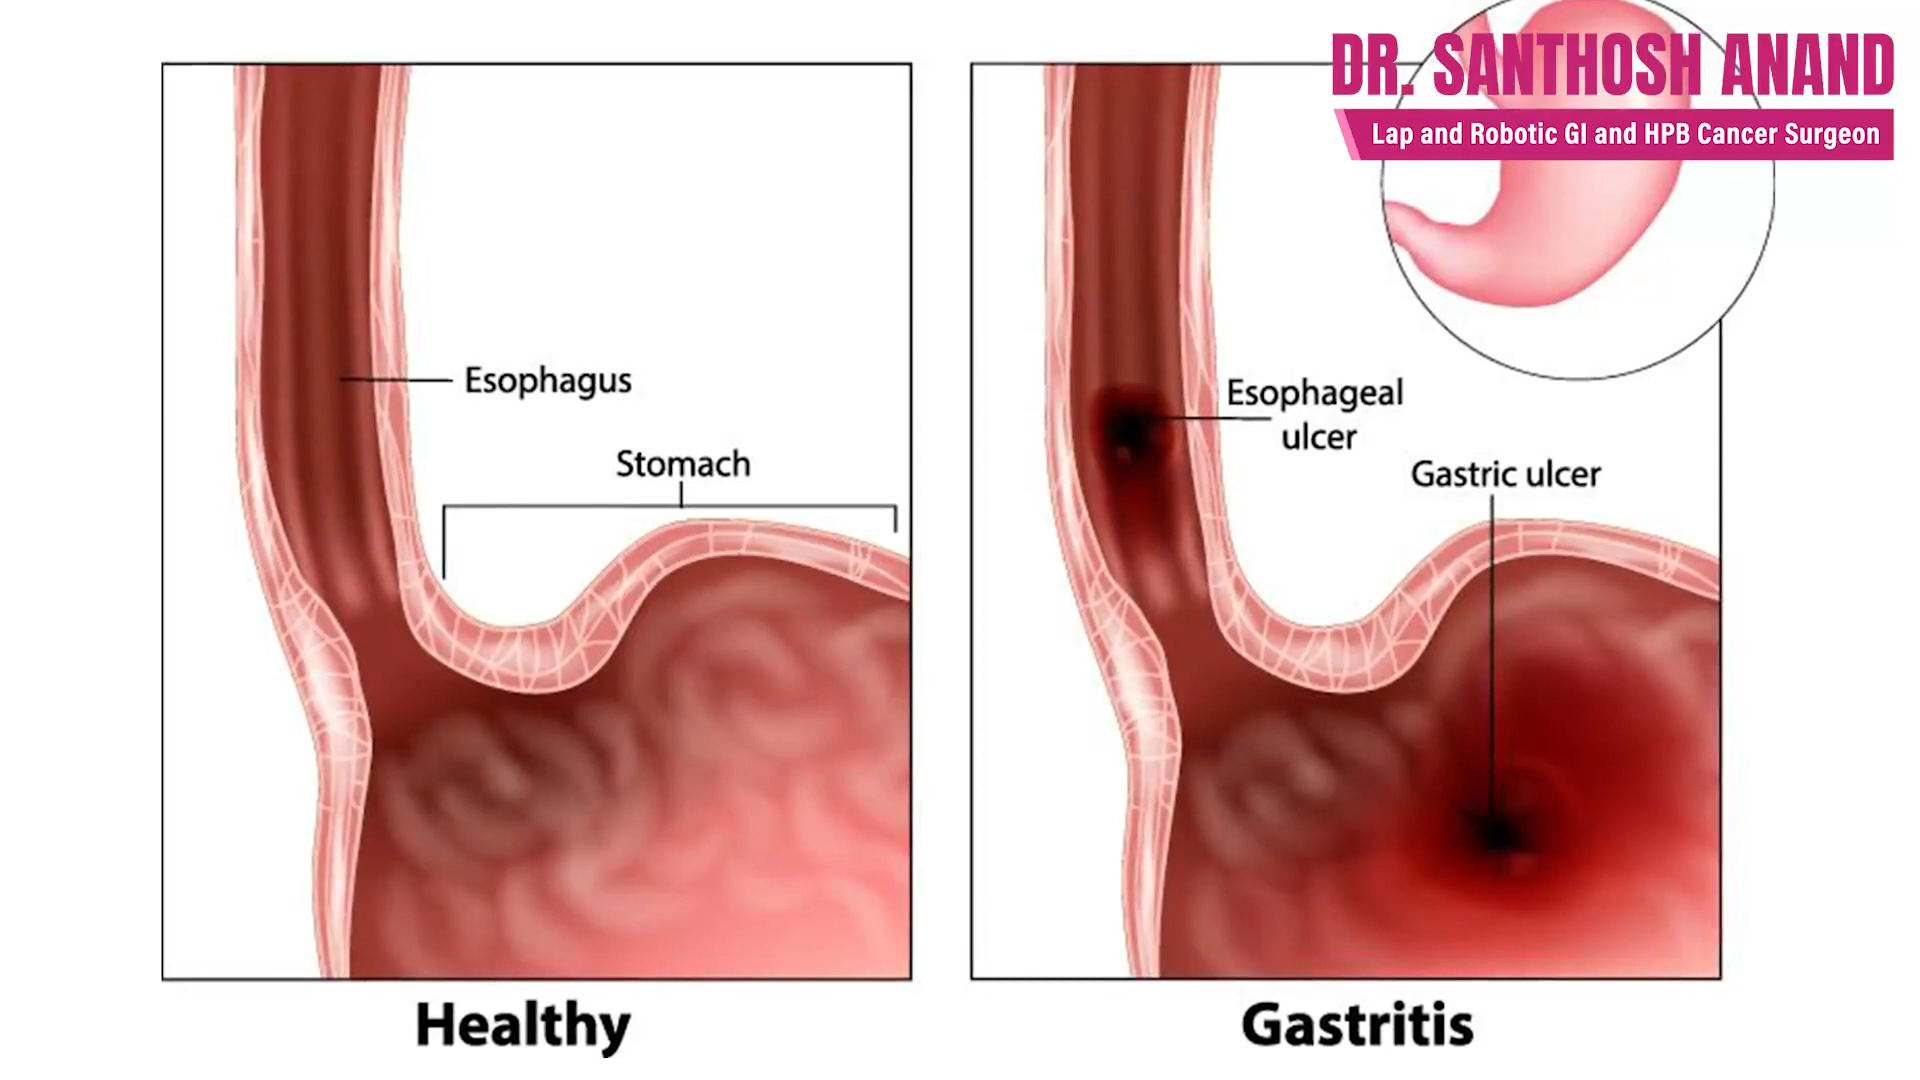 DR. SANTHOSH ANAND
Lap and Robotic GI and HPB Cancer Surgeon
Esophagus
Stomach
Esophageal
ulcer
Gastric ulcer
Healthy
Gastritis